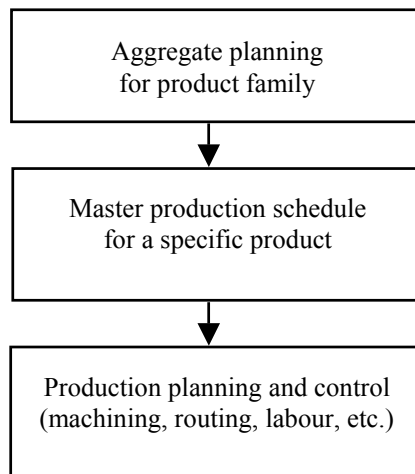 Aggregate planning
for product family
Master production schedule
for a specific product
Production planning and control
(machining, routing, labour, etc.)